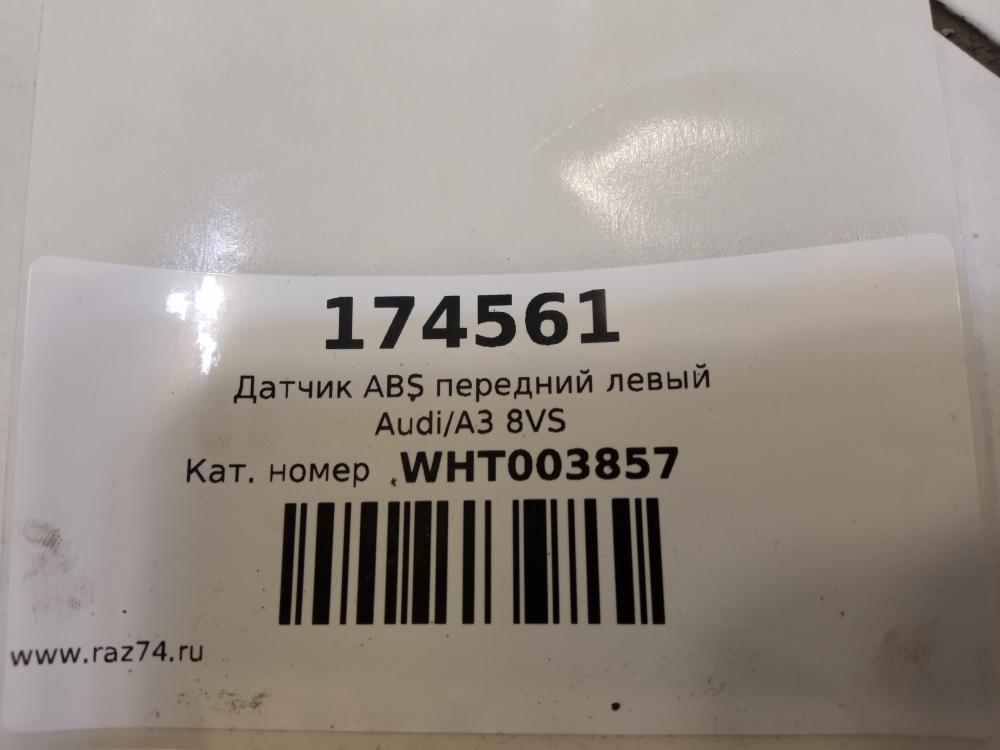 174561
Датчик ABS передний левый
Audi/A3 8VS
Кат. номер WHT003857
www.raz74.ru